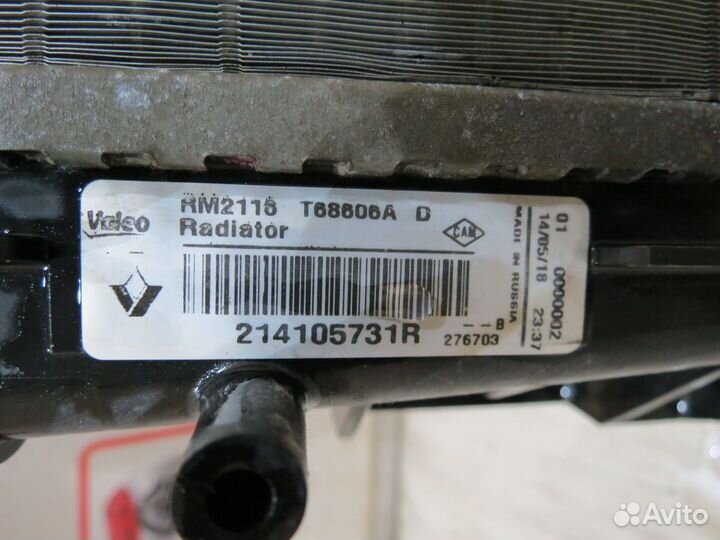 Valeo
RM2115 T68606A D
Radiator
CAM
214105731R
--B
276703
MADE IN RUSSIA
14/05/18 23:37
01 0000002
Avito